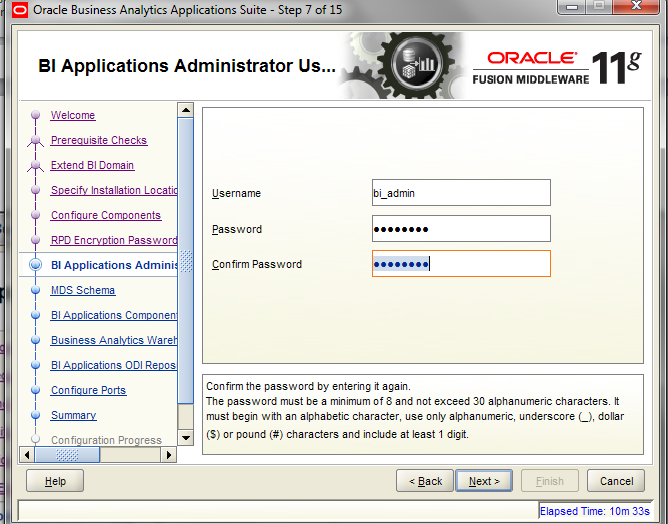 Oracle Business Analytics Applications Suite - Step 7 of 15
BI Applications Administrator Us...
ORACLE
FUSION MIDDLEWARE 11g
Welcome
Prerequisite Checks
Extend BI Domain
Specify Installation Locatio
Configure Components
RPD Encryption Password
BI Applications Adminis
MDS Schema
BI Applications Component
Business Analytics Wareh
BI Applications ODI Repos
Configure Ports
Summary
Configuration Progress
Username
bi_admin
Password
Confirm Password
Confirm the password by entering it again.
The password must be a minimum of 8 and not exceed 30 alphanumeric characters. It
must begin with an alphabetic character, use only alphanumeric, underscore (_), dollar
($) or pound (#) characters and include at least 1 digit.
Help
< Back
Next >
Finish
Cancel
Elapsed Time: 10m 33s